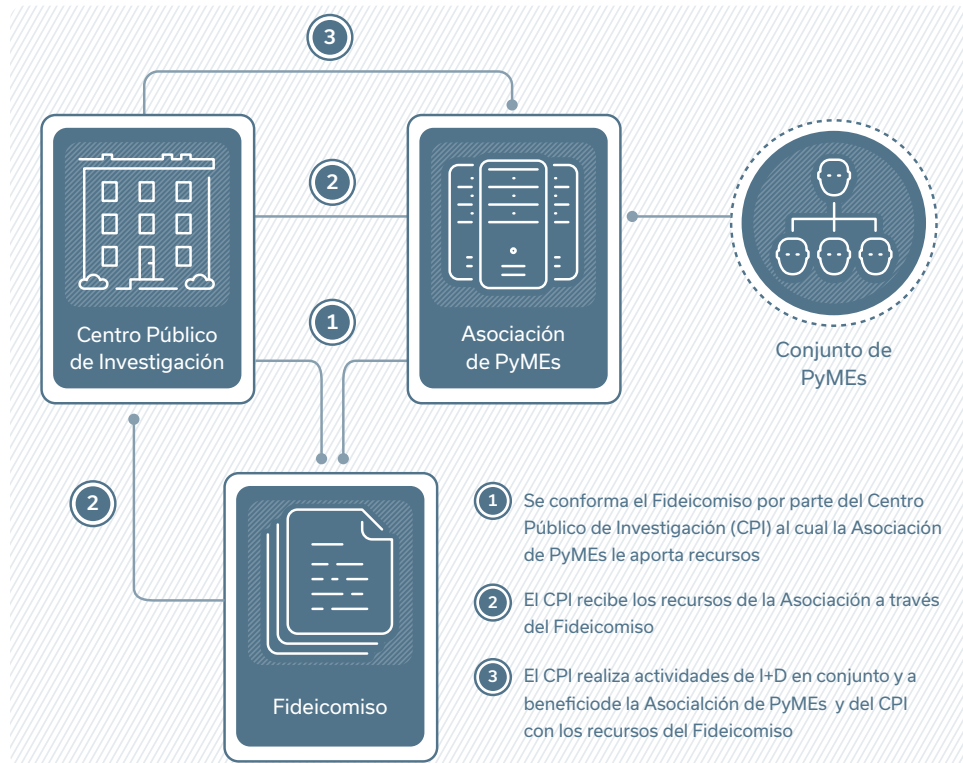 3
2
1
Centro Público
de Investigación
Asociación
de PyMEs
Conjunto de
PyMEs
2
Fideicomiso
1 Se conforma el Fideicomiso por parte del Centro
Público de Investigación (CPI) al cual la Asociación
de PyMEs le aporta recursos
2 El CPI recibe los recursos de la Asociación a través
del Fideicomiso
3 El CPI realiza actividades de I+D en conjunto y a
beneficiode la Asocialción de PyMEs y del CPI
con los recursos del Fideicomiso